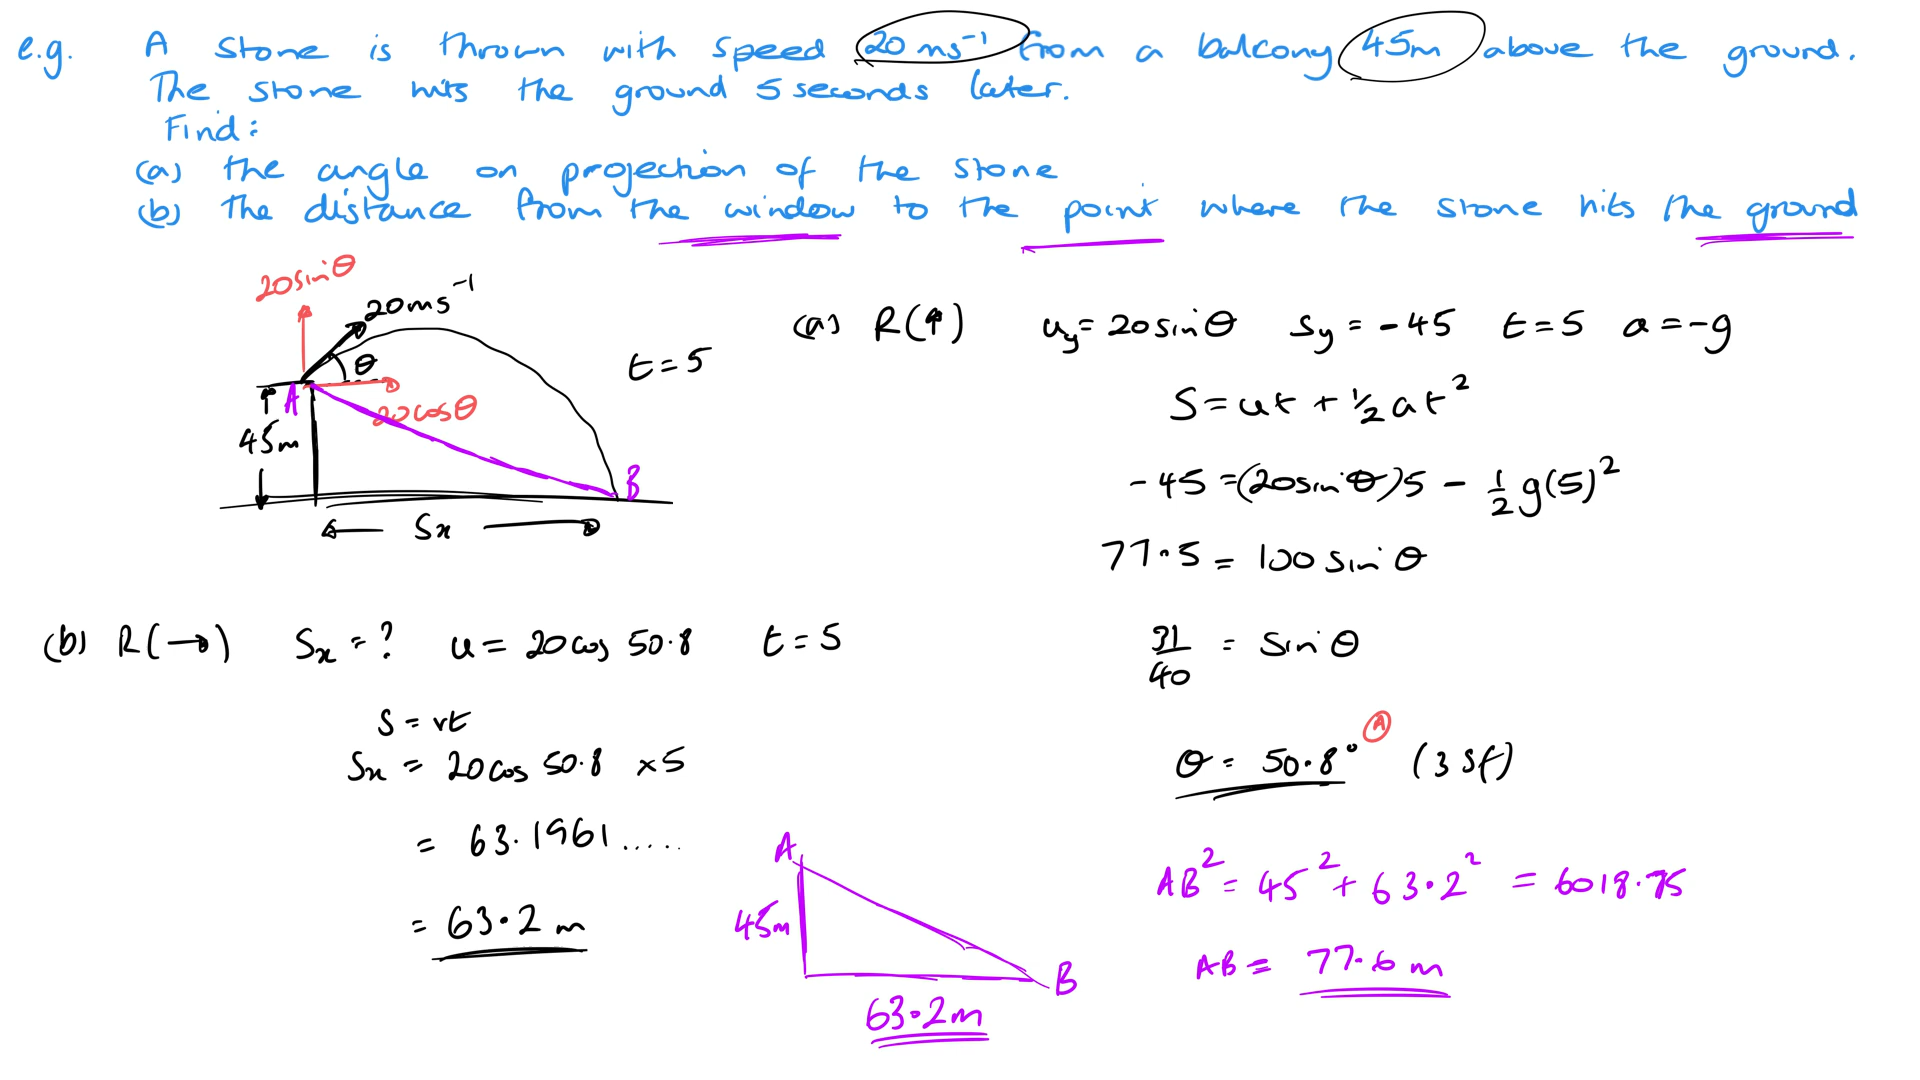 e.g. A stone is thrown with speed 20 ms⁻¹ from a balcony 45m above the ground.
The stone hits the ground 5 seconds later.
Find:
(a) the angle on projection of the stone
(b) the distance from the window to the point where the stone hits the ground
20sinθ
20ms⁻¹
θ
t = 5
A
20cosθ
45m
B
Sx
(a) R(↑) uy = 20sinθ Sy = -45 t = 5 a = -g
S = ut + ½at²
-45 = (20sinθ)5 - ½g(5)²
77.5 = 100 sinθ
31/40 = sinθ
θ = 50.8° (3 sf)
A
(b) R(→) Sx = ? u = 20cos 50.8 t = 5
S = vt
Sx = 20cos 50.8 ×5
= 63.1961.....
= 63.2 m
A
45m
B
63.2m
AB² = 45² + 63.2² = 6018.75
AB = 77.6 m